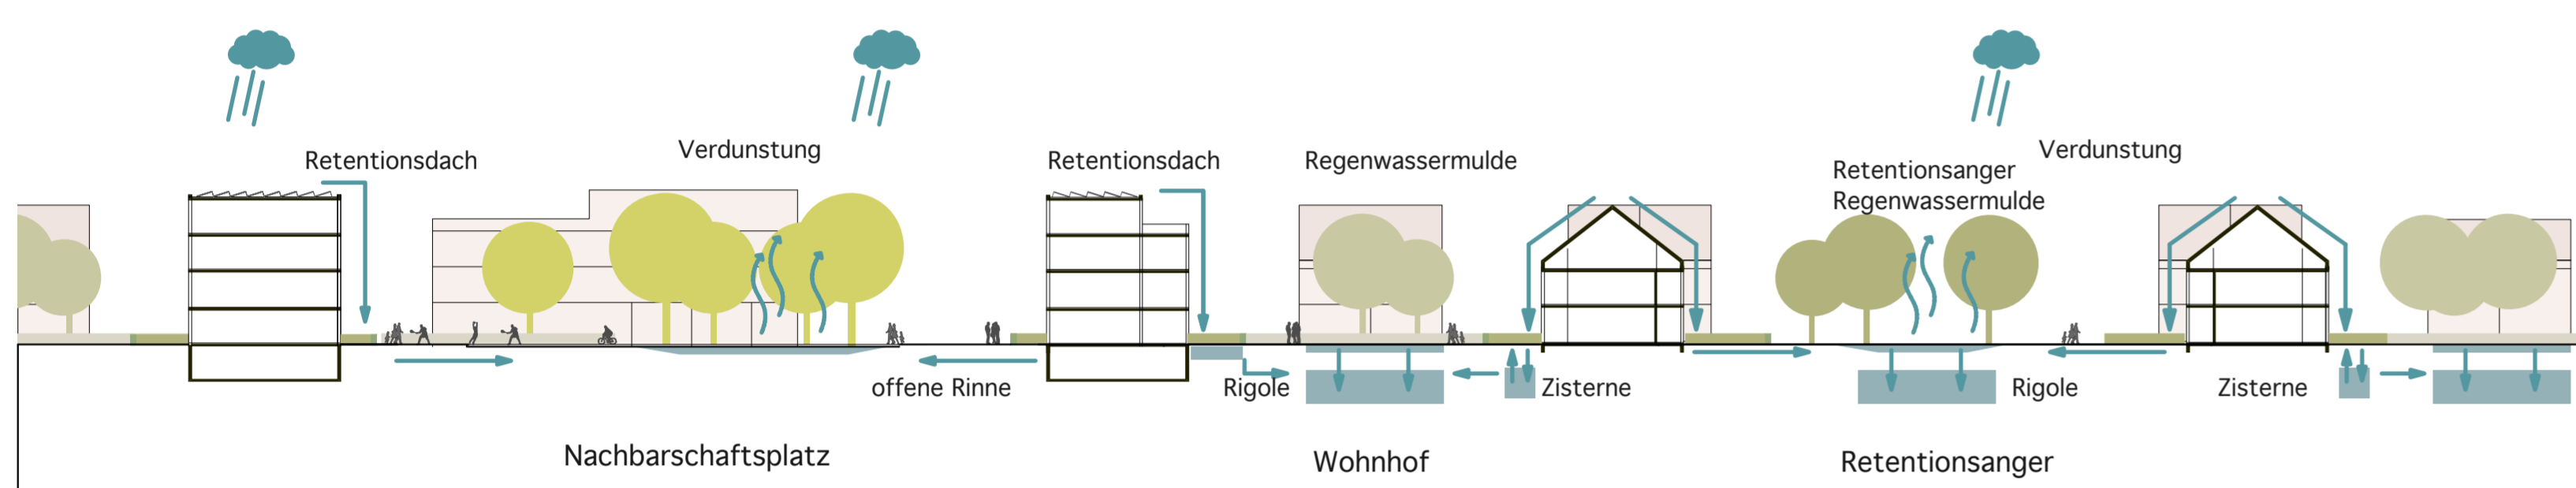 Retentionsdach
Verdunstung
Retentionsdach
Regenwassermulde
Retentionsanger
Regenwassermulde
Verdunstung
offene Rinne
Rigole
Zisterne
Rigole
Zisterne
Nachbarschaftsplatz
Wohnhof
Retentionsanger